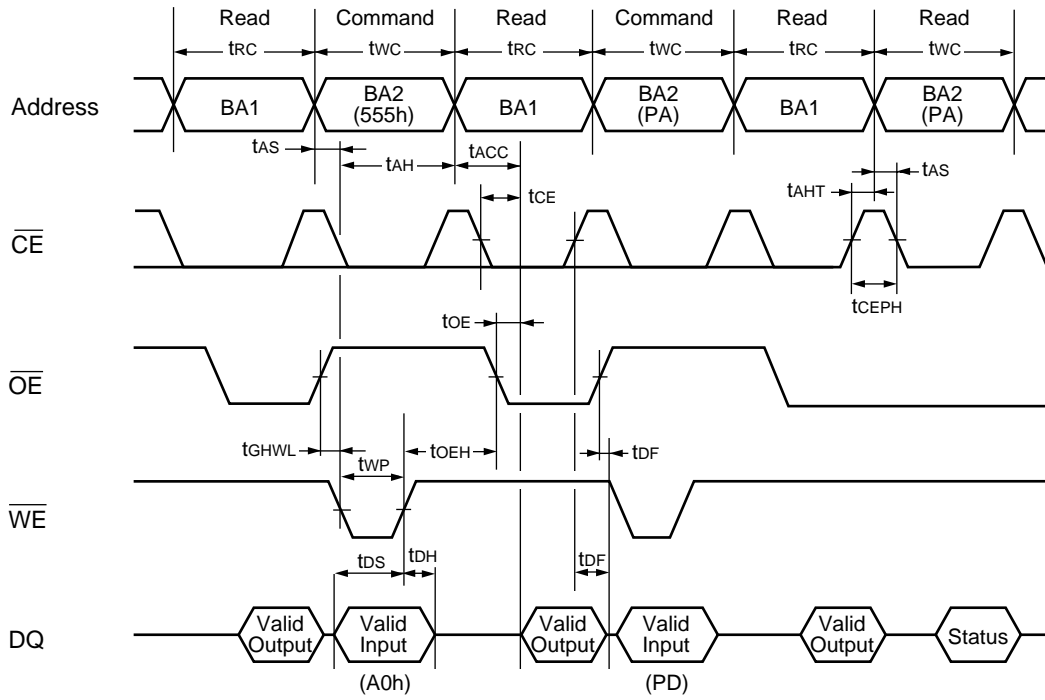 Read Command Read Command Read Read
tRC tWC tRC tWC tRC tWC
Address BA1 BA2 (555h) BA1 BA2 (PA) BA1 BA2 (PA)
tAS tAH tACC tAHT tAS
tCE
CE
tCEPH
tOE
OE
tGHWL tWP tOEH tDF
WE
tDS tDH tDF
DQ Valid Output Valid Input Valid Output Valid Input Valid Output Status
(A0h) (PD)